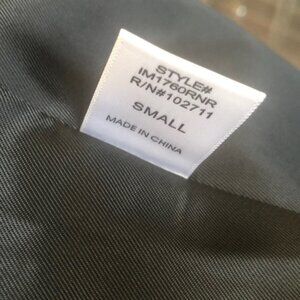 STYLE#
IM1760RNR
R/N#102711
SMALL
MADE IN CHINA